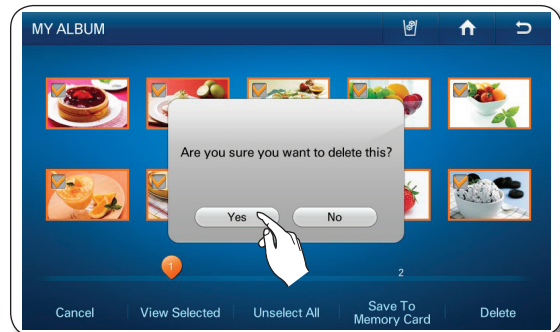 MY ALBUM
Are you sure you want to delete this?
Yes
No
1
2
Cancel
View Selected
Unselect All
Save To
Memory Card
Delete